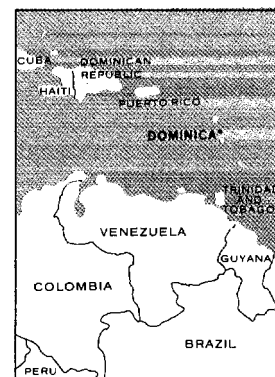 CUBA
DOMINICAN
REPUBLIC
HAITI
PUERTO RICO
DOMINICA
TRINIDAD
AND
TOBAGO
VENEZUELA
GUYANA
COLOMBIA
BRAZIL
PERU